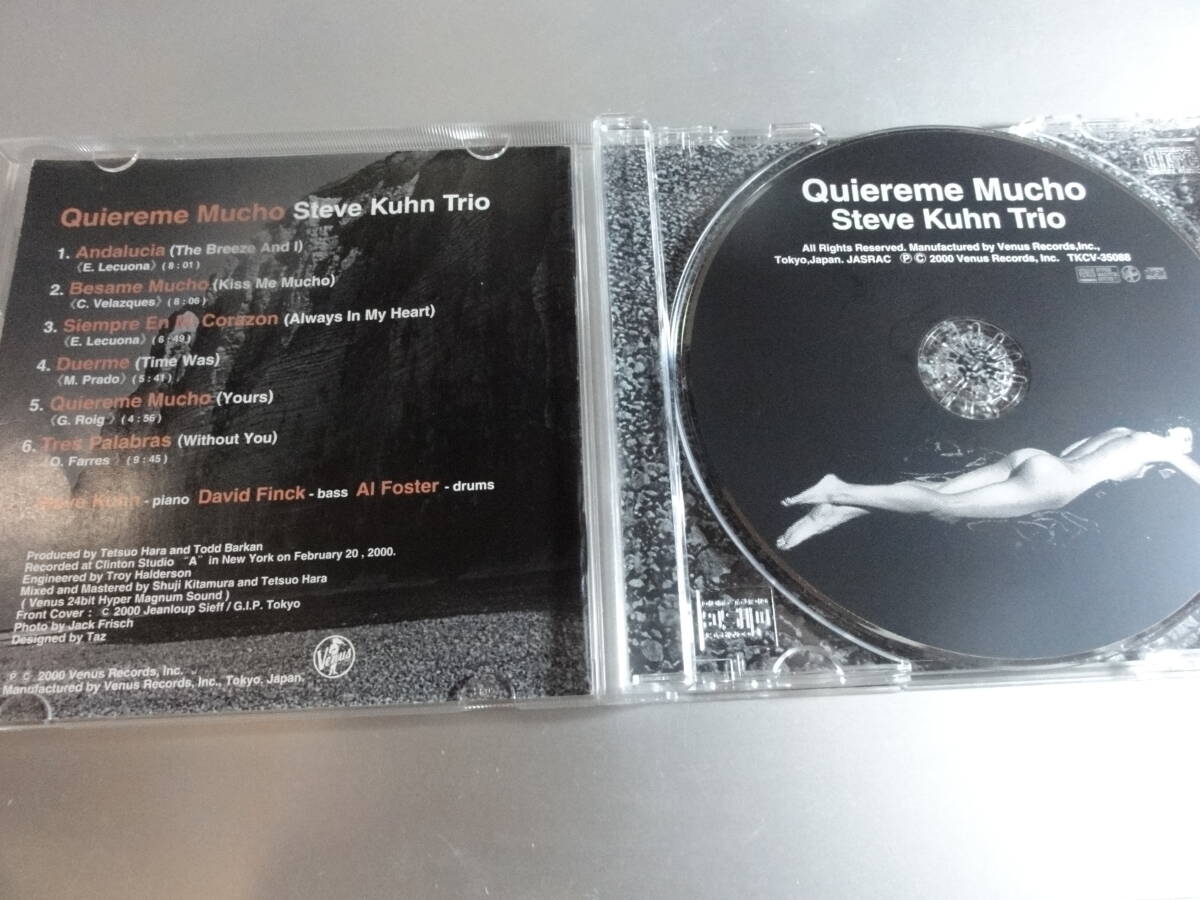 Quiereme Mucho Steve Kuhn Trio
1. Andalucia (The Breeze And I)
〈E. Lecuona〉(8:01)
2. Besame Mucho (Kiss Me Mucho)
〈C. Velazques〉(8:06)
3. Siempre En Mi Corazon (Always In My Heart)
〈E. Lecuona〉(6:49)
4. Duerme (Time Was)
〈M. Prado〉(5:41)
5. Quiereme Mucho (Yours)
〈G. Roig〉(4:56)
6. Tres Palabras (Without You)
〈O. Farres〉(9:45)
Steve Kuhn - piano David Finck - bass Al Foster - drums
Produced by Tetsuo Hara and Todd Barkan
Recorded at Clinton Studio "A" in New York on February 20, 2000.
Engineered by Troy Halderson
Mixed and Mastered by Shuji Kitamura and Tetsuo Hara
(Venus 24bit Hyper Magnum Sound)
Front Cover : © 2000 Jeanloup Sieff / G.I.P. Tokyo
Photo by Jack Frisch
Designed by Taz
Venus
℗ © 2000 Venus Records, Inc.
Manufactured by Venus Records, Inc., Tokyo, Japan.
Quiereme Mucho
Steve Kuhn Trio
All Rights Reserved. Manufactured by Venus Records,Inc.,
Tokyo,Japan. JASRAC ℗ © 2000 Venus Records, Inc. TKCV-35088